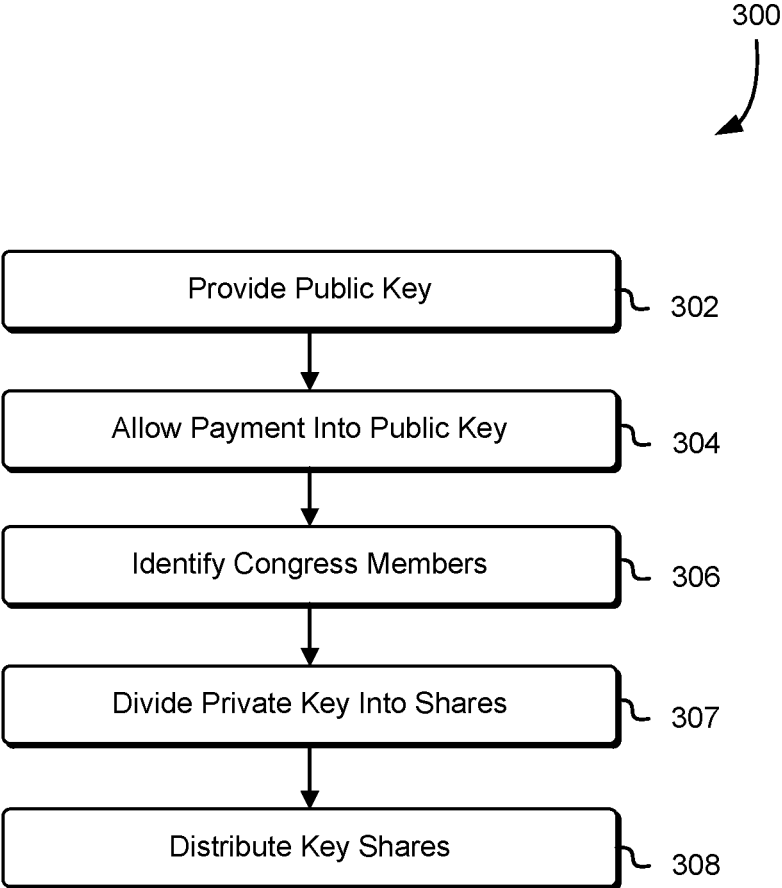 300
Provide Public Key
302
Allow Payment Into Public Key
304
Identify Congress Members
306
Divide Private Key Into Shares
307
Distribute Key Shares
308